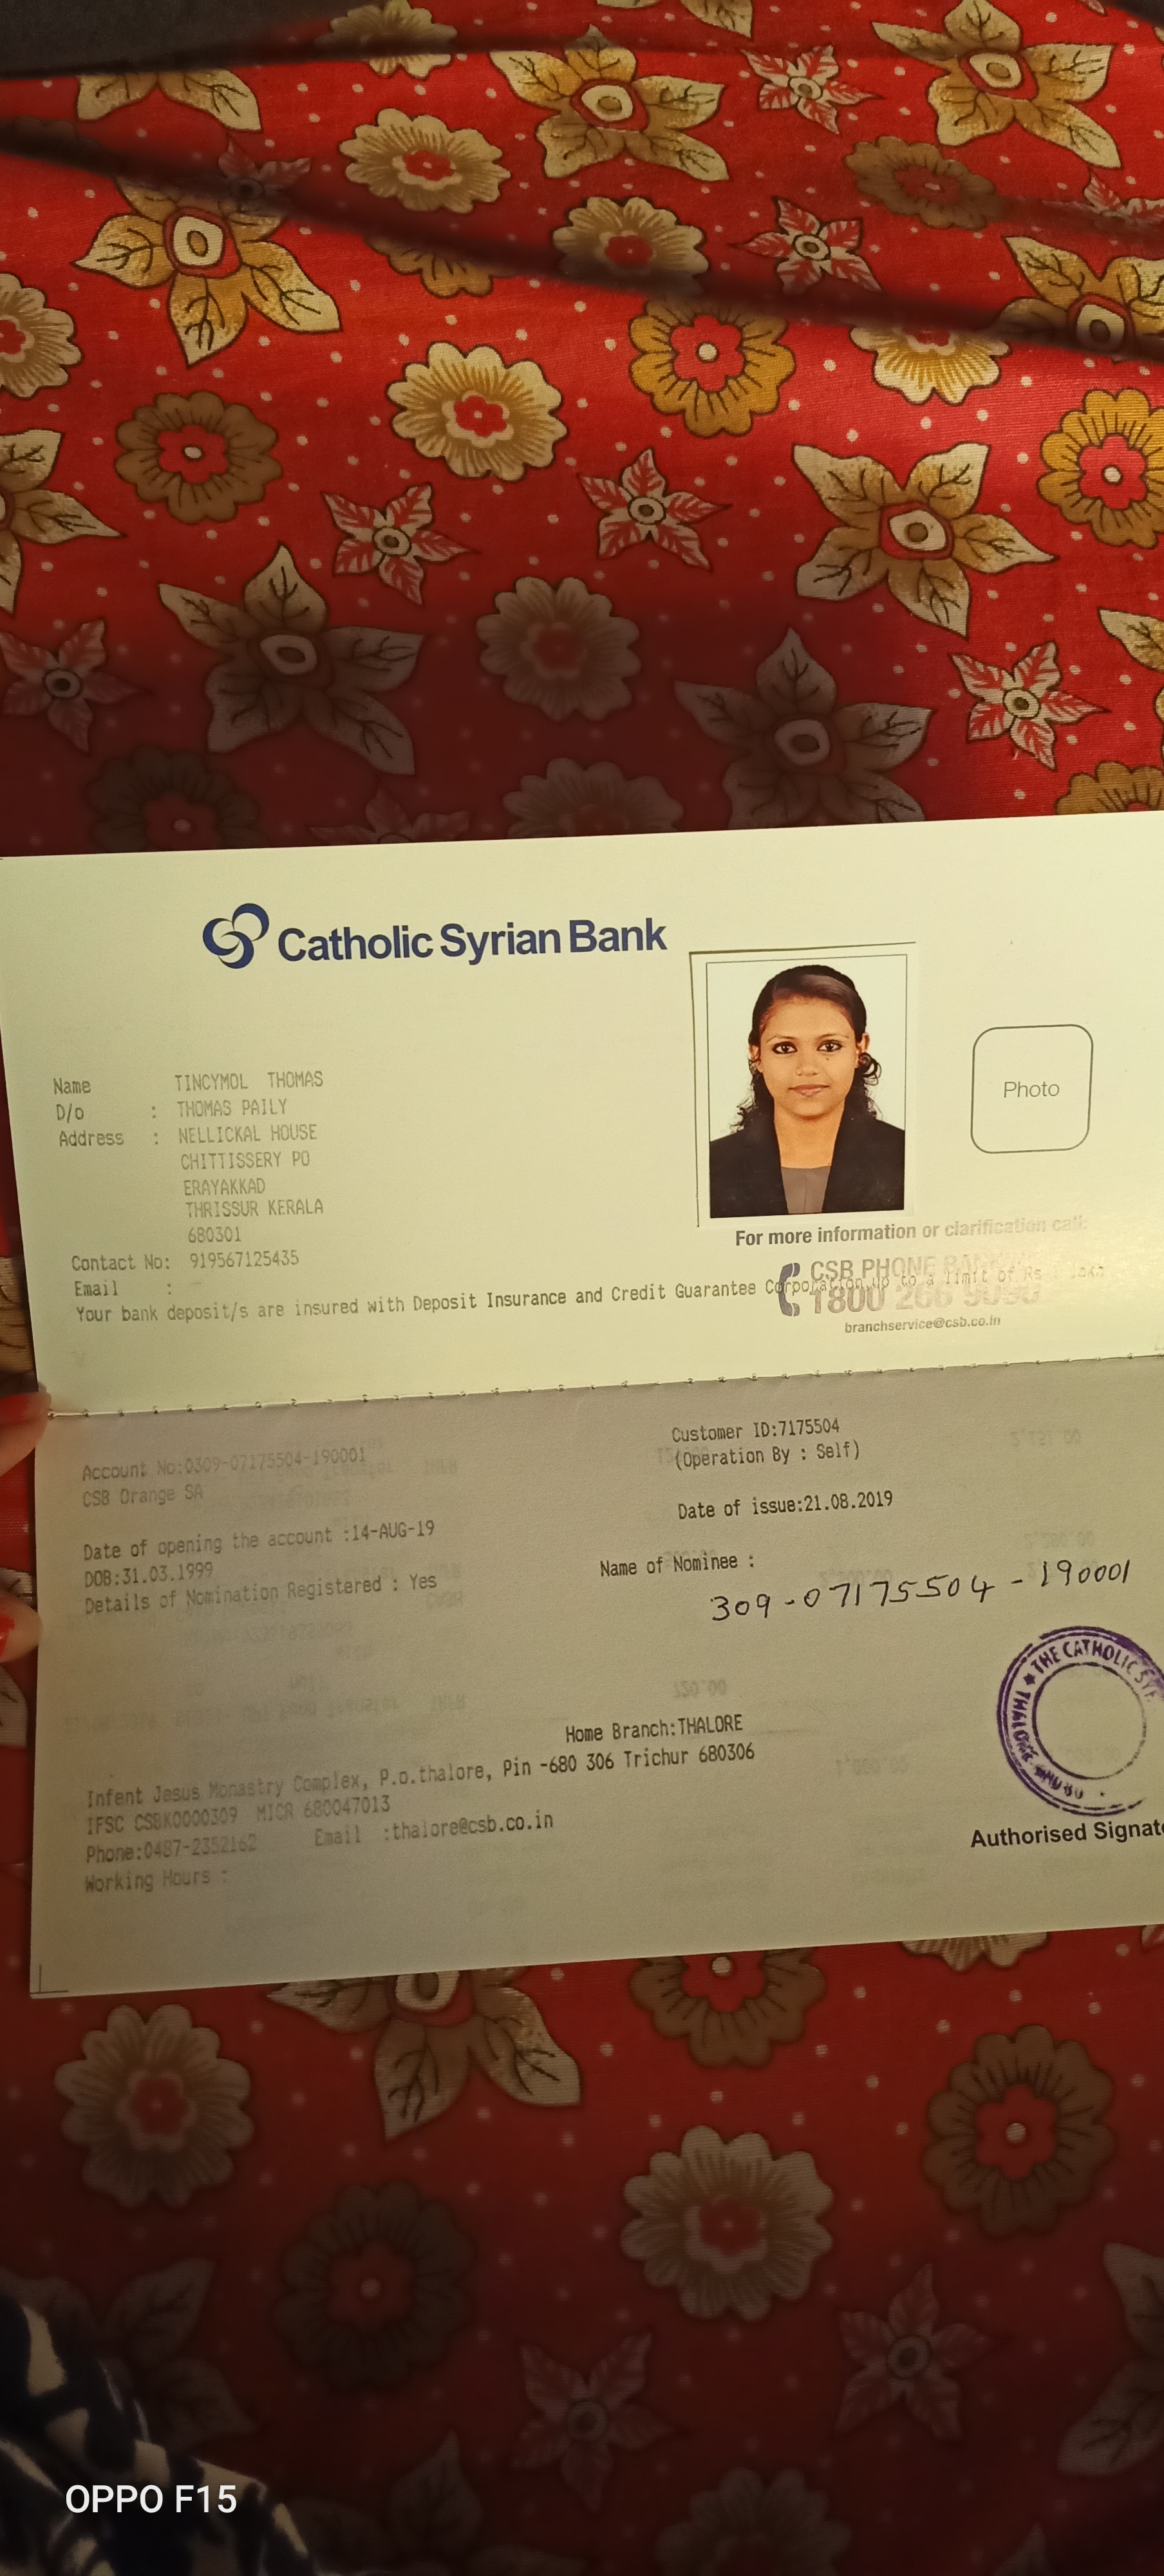 Catholic Syrian Bank
Photo
Name TINCYMOL THOMAS
D/o : THOMAS PAILY
Address : NELLICKAL HOUSE
CHITTISSERY PO
ERAYAKKAD
THRISSUR KERALA
680301
Contact No: 919567125435
Email :
Your bank deposit/s are insured with Deposit Insurance and Credit Guarantee Corporation up to a limit of Rs
For more information or clarification call:
CSB PHONE
1800 266 9090
branchservice@csb.co.in
Account No:0309-07175504-190001
CSB Orange SA
Customer ID:7175504
(Operation By : Self)
Date of opening the account :14-AUG-19
Date of issue:21.08.2019
DOB:31.03.1999
Details of Nomination Registered : Yes
Name of Nominee :
309-07175504-190001
THE CATHOLIC SYR
THALORE
Home Branch:THALORE
Infent Jesus Monastry Complex, P.o.thalore, Pin -680 306 Trichur 680306
IFSC CSBK0000309 MICR 680047013
Phone:0487-2352162 Email :thalore@csb.co.in
Working Hours :
Authorised Signat
OPPO F15